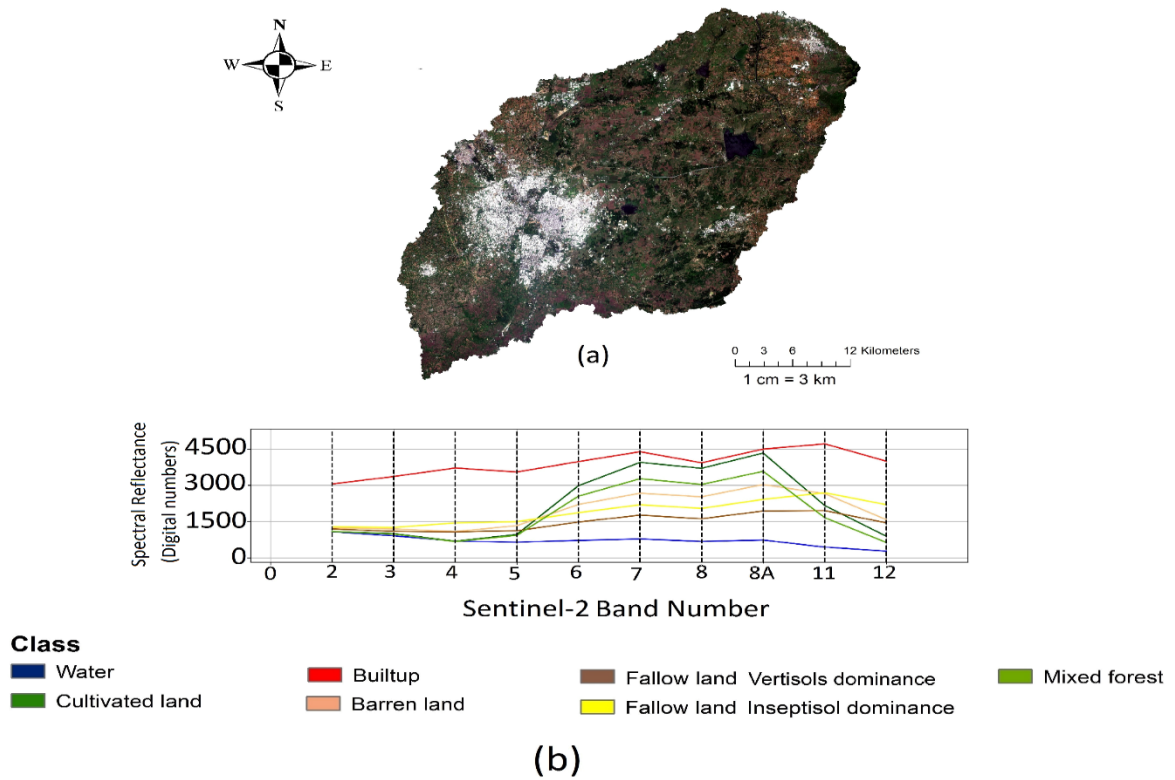 N
W E
S
(a)
0 3 6 12 Kilometers
1 cm = 3 km
Spectral Reflectance
(Digital numbers)
4500
3000
1500
0
0 2 3 4 5 6 7 8 8A 11 12
Sentinel-2 Band Number
Class
Water
Builtup
Fallow land Vertisols dominance
Mixed forest
Cultivated land
Barren land
Fallow land Inseptisol dominance
(b)